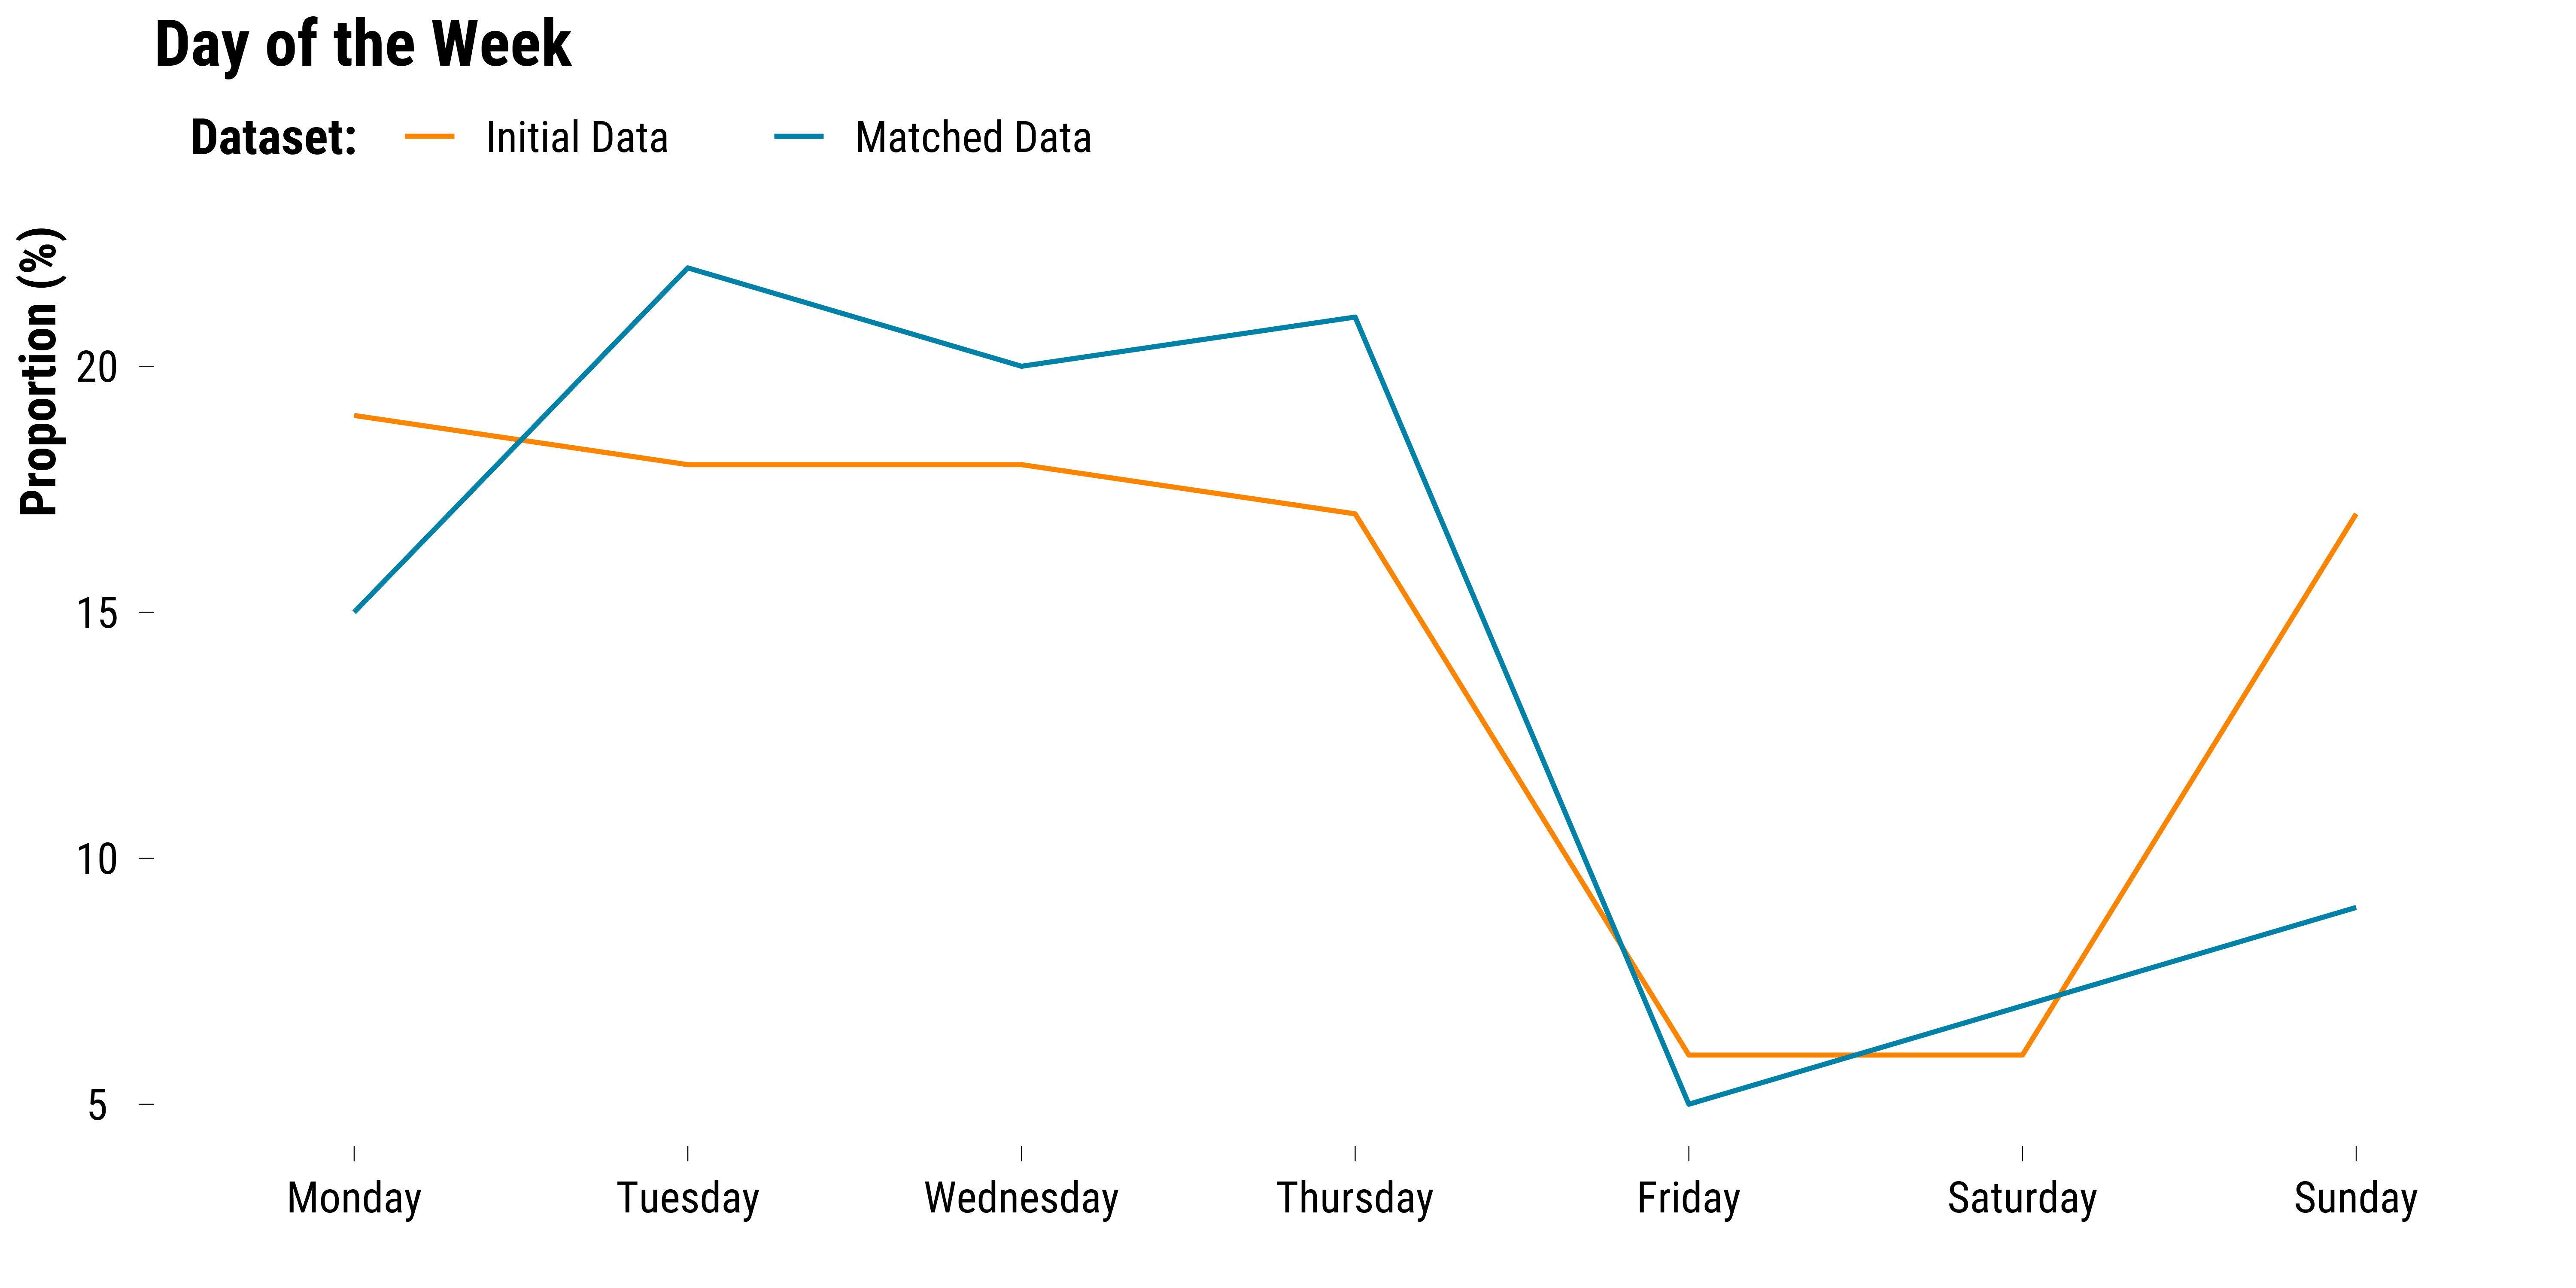 Day of the Week
Dataset: Initial Data Matched Data
Proportion (%)
20
15
10
5
Monday Tuesday Wednesday Thursday Friday Saturday Sunday